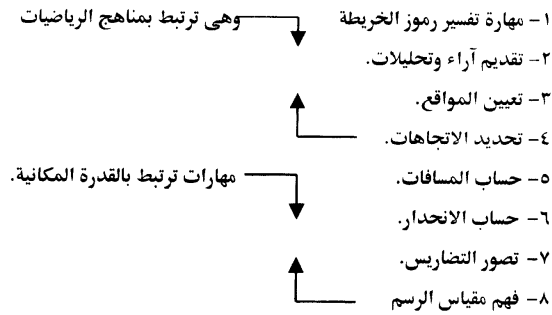 ١- مهارة تفسير رموز الخريطة وهى ترتبط بمناهج الرياضيات
٢- تقديم آراء وتحليلات.
٣- تعيين المواقع.
٤- تحديد الاتجاهات.
٥- حساب المسافات. مهارات ترتبط بالقدرة المكانية.
٦- حساب الانحدار.
٧- تصور التضاريس.
٨- فهم مقياس الرسم